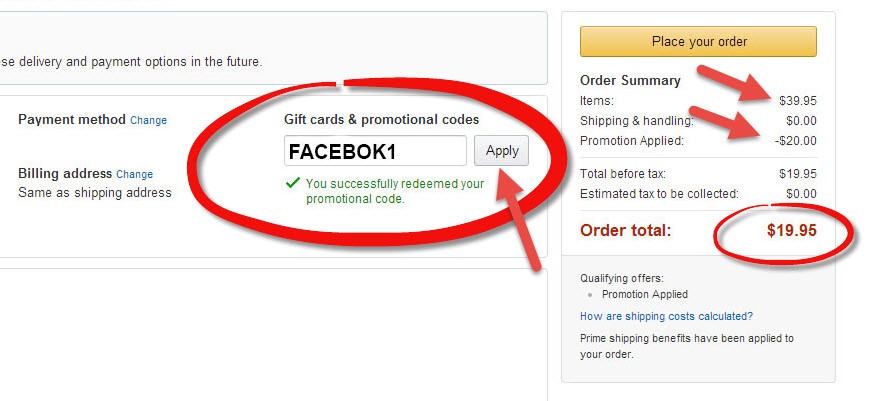 se delivery and payment options in the future.
Payment method Change
Billing address Change
Same as shipping address
Gift cards & promotional codes
FACEBOK1 Apply
You successfully redeemed your
promotional code.
Place your order
Order Summary
Items: $39.95
Shipping & handling: $0.00
Promotion Applied: -$20.00
Total before tax: $19.95
Estimated tax to be collected: $0.00
Order total: $19.95
Qualifying offers:
Promotion Applied
How are shipping costs calculated?
Prime shipping benefits have been applied to
your order.